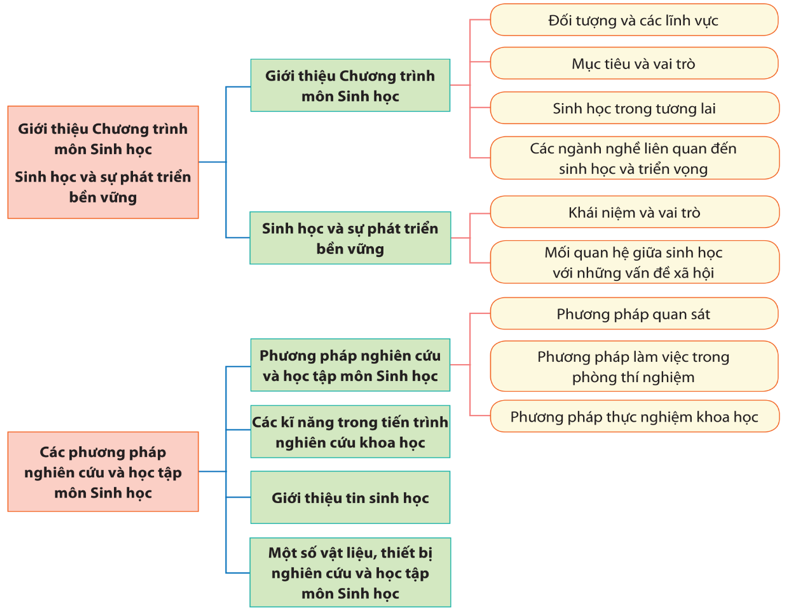 Giới thiệu Chương trình
môn Sinh học
Sinh học và sự phát triển
bền vững
Giới thiệu Chương trình
môn Sinh học
Đối tượng và các lĩnh vực
Mục tiêu và vai trò
Sinh học trong tương lai
Các ngành nghề liên quan đến
sinh học và triển vọng
Sinh học và sự phát triển
bền vững
Khái niệm và vai trò
Mối quan hệ giữa sinh học
với những vấn đề xã hội
Các phương pháp
nghiên cứu và học tập
môn Sinh học
Phương pháp nghiên cứu
và học tập môn Sinh học
Phương pháp quan sát
Phương pháp làm việc trong
phòng thí nghiệm
Phương pháp thực nghiệm khoa học
Các kĩ năng trong tiến trình
nghiên cứu khoa học
Giới thiệu tin sinh học
Một số vật liệu, thiết bị
nghiên cứu và học tập
môn Sinh học